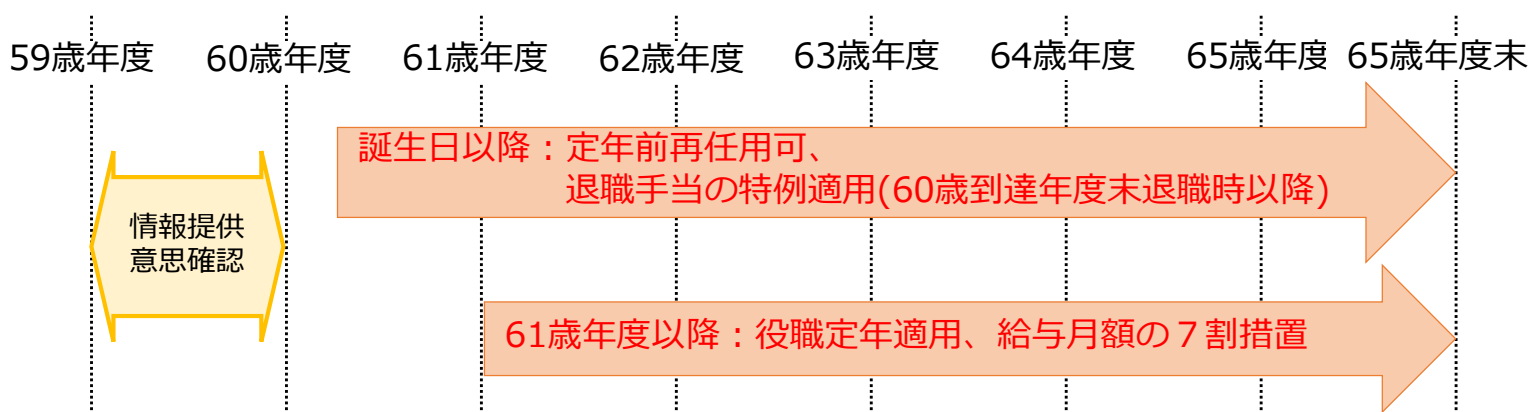 59歳年度 60歳年度 61歳年度 62歳年度 63歳年度 64歳年度 65歳年度 65歳年度末
誕生日以降：定年前再任用可、
退職手当の特例適用(60歳到達年度末退職時以降)
情報提供
意思確認
61歳年度以降：役職定年適用、給与月額の７割措置